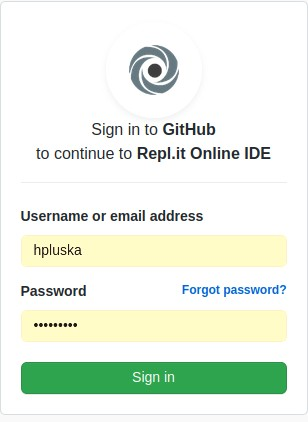 Sign in to GitHub
to continue to Repl.it Online IDE
Username or email address
hpluska
Password Forgot password?
•••••••••
Sign in